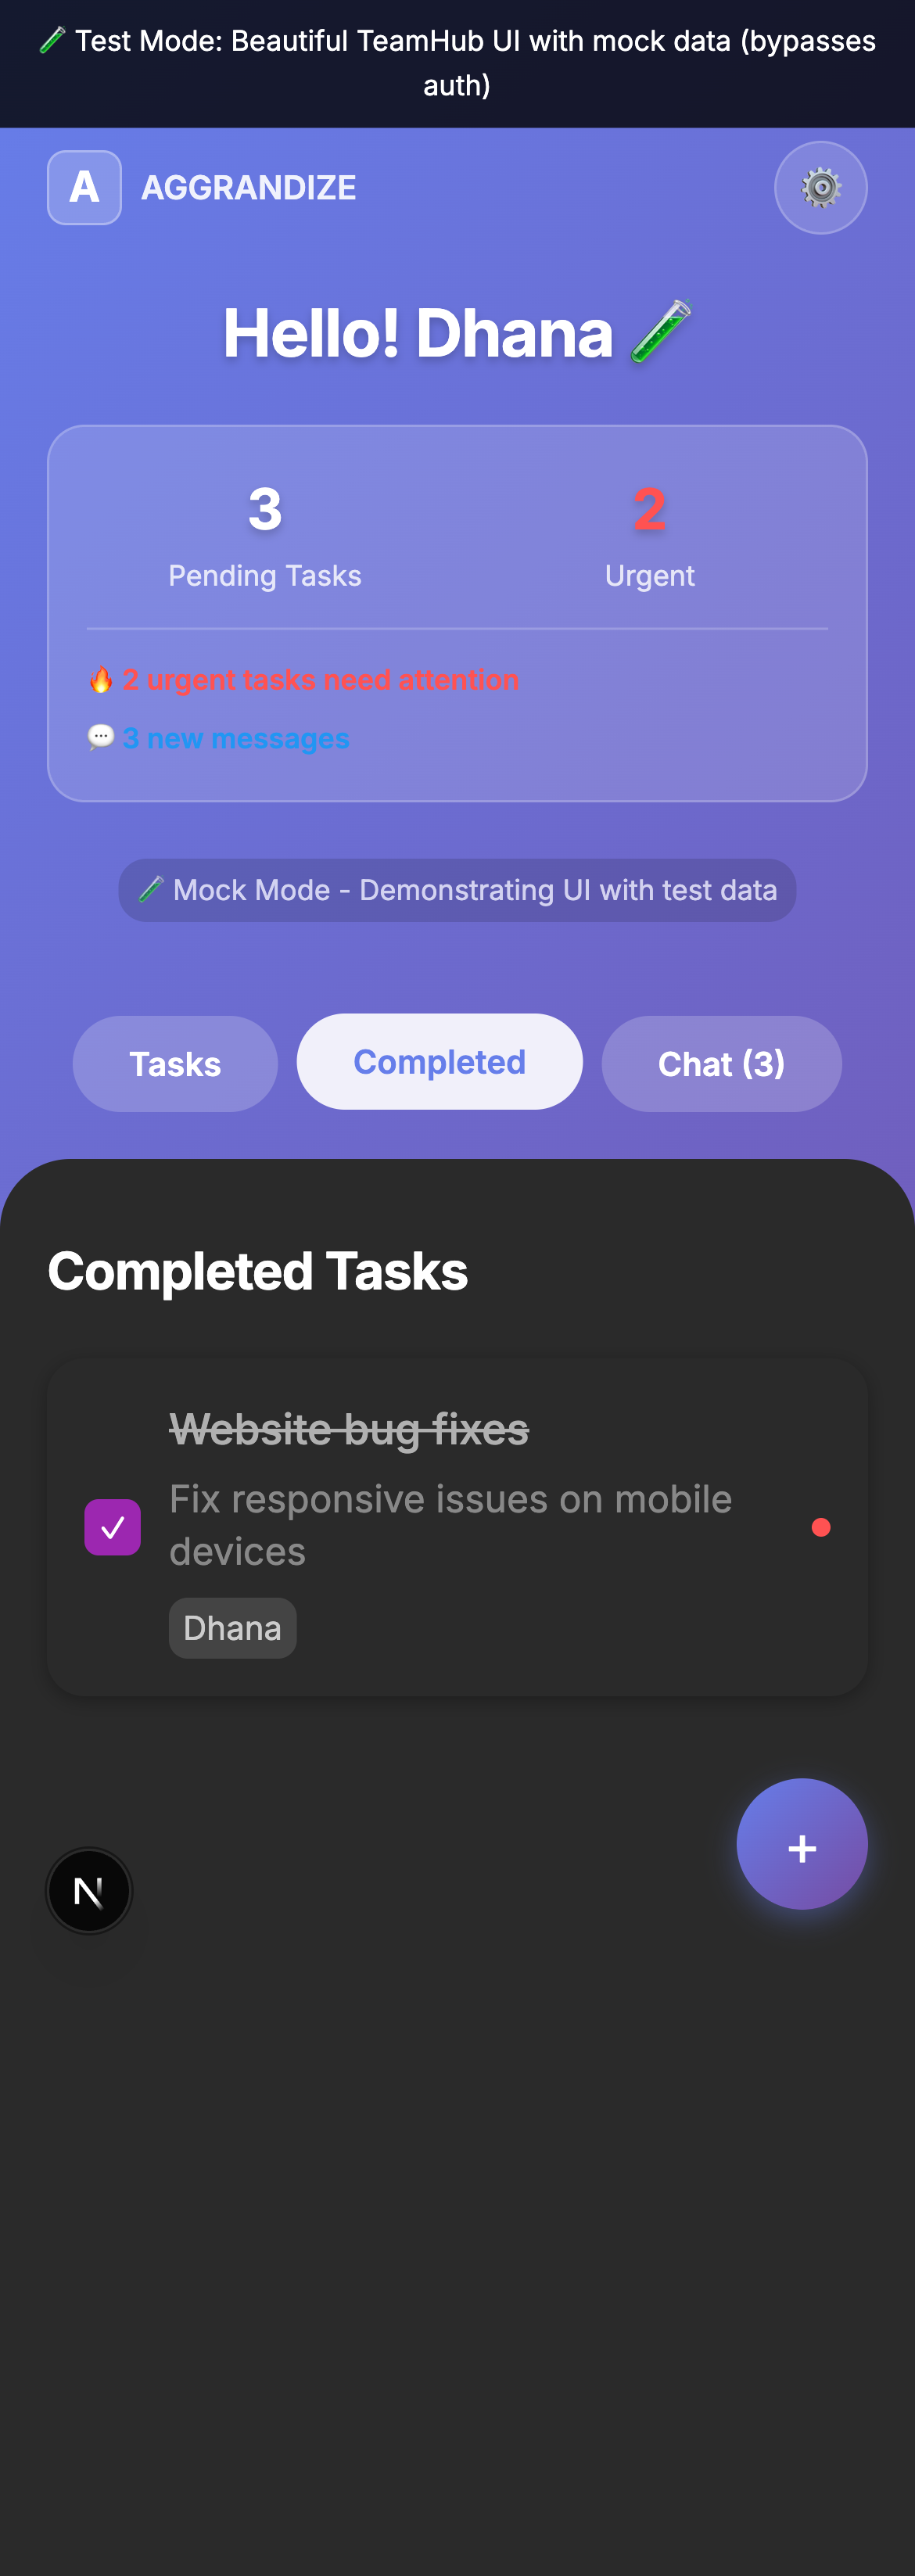 🧪 Test Mode: Beautiful TeamHub UI with mock data (bypasses
auth)
A AGGRANDIZE
Hello! Dhana 🧪
3
Pending Tasks
2
Urgent
🔥 2 urgent tasks need attention
💬 3 new messages
🧪 Mock Mode - Demonstrating UI with test data
Tasks Completed Chat (3)
Completed Tasks
Website bug fixes
Fix responsive issues on mobile
devices
Dhana
+
N